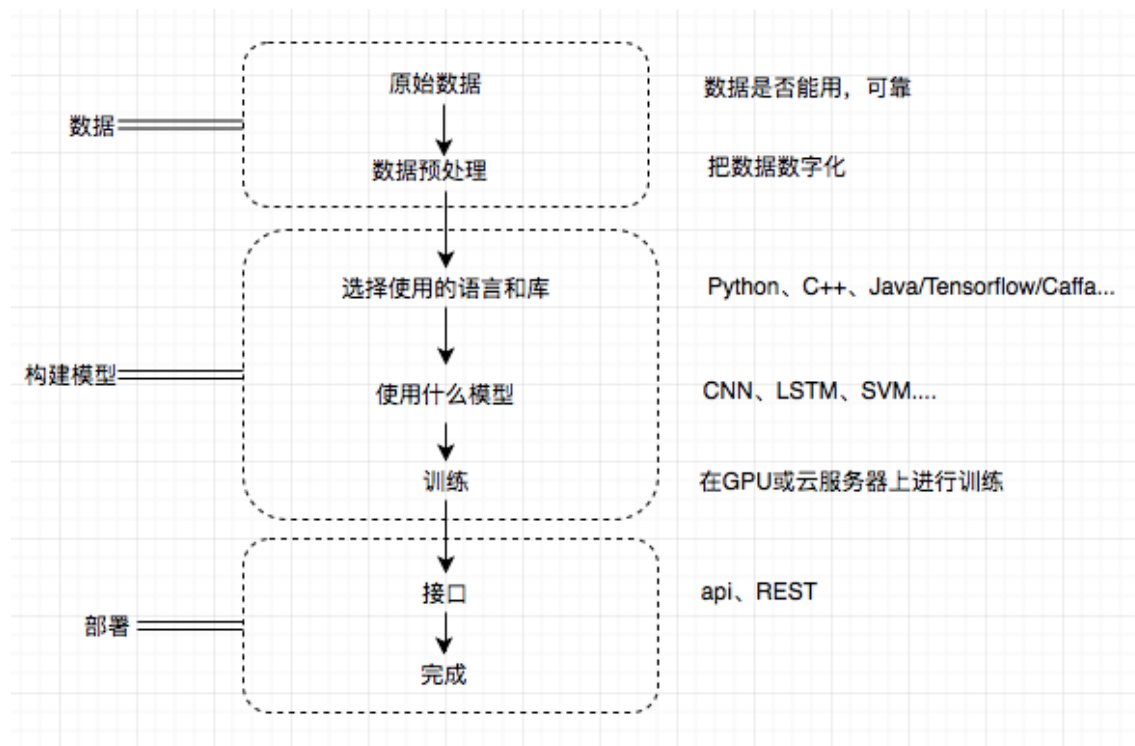 原始数据
数据是否能用，可靠
数据
数据预处理
把数据数字化
选择使用的语言和库
Python、C++、Java/Tensorflow/Caffa...
构建模型
使用什么模型
CNN、LSTM、SVM....
训练
在GPU或云服务器上进行训练
接口
api、REST
部署
完成